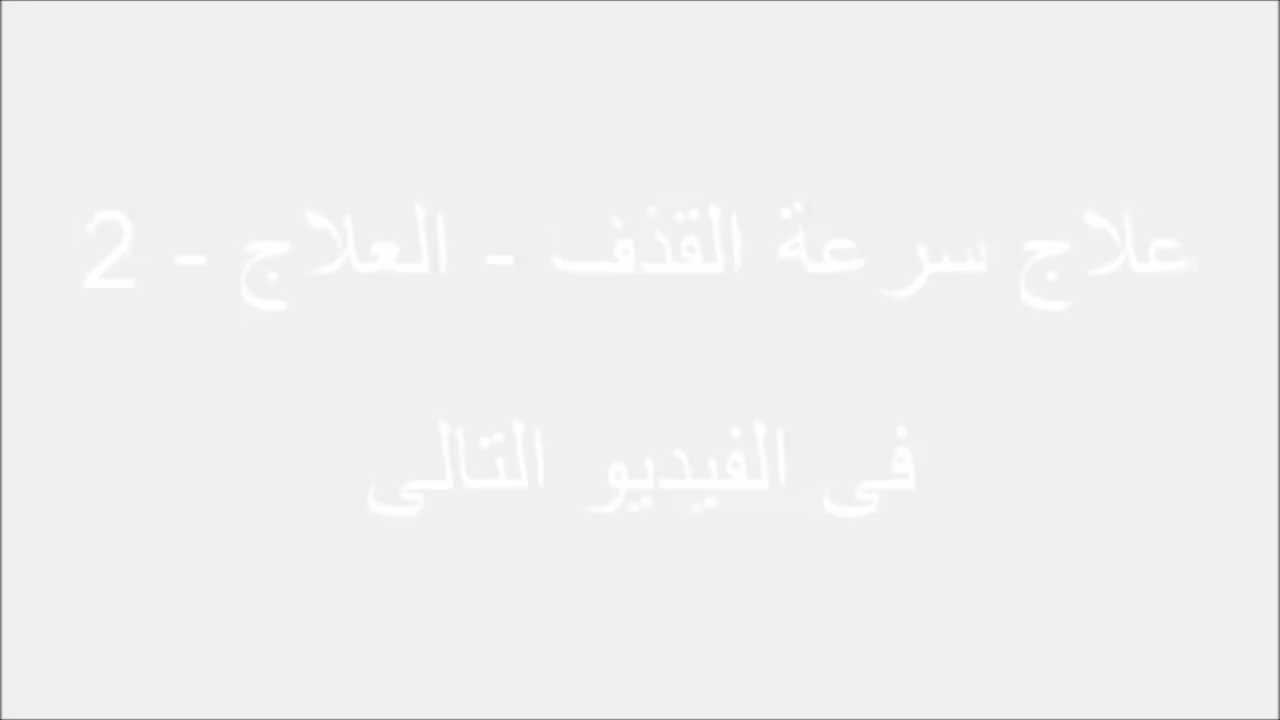 علاج سرعة القذف - العلاج - 2
فى الفيديو التالى